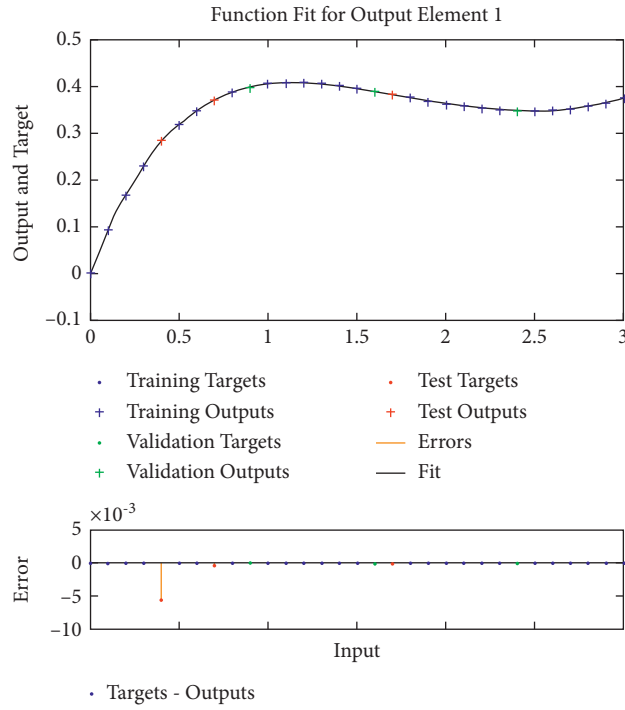 Function Fit for Output Element 1
0.5
0.4
0.3
0.2
0.1
0
−0.1
Output and Target
0 0.5 1 1.5 2 2.5 3
Training Targets
Training Outputs
Validation Targets
Validation Outputs
Test Targets
Test Outputs
Errors
Fit
×10⁻³
5
0
−5
−10
Error
Input
Targets - Outputs